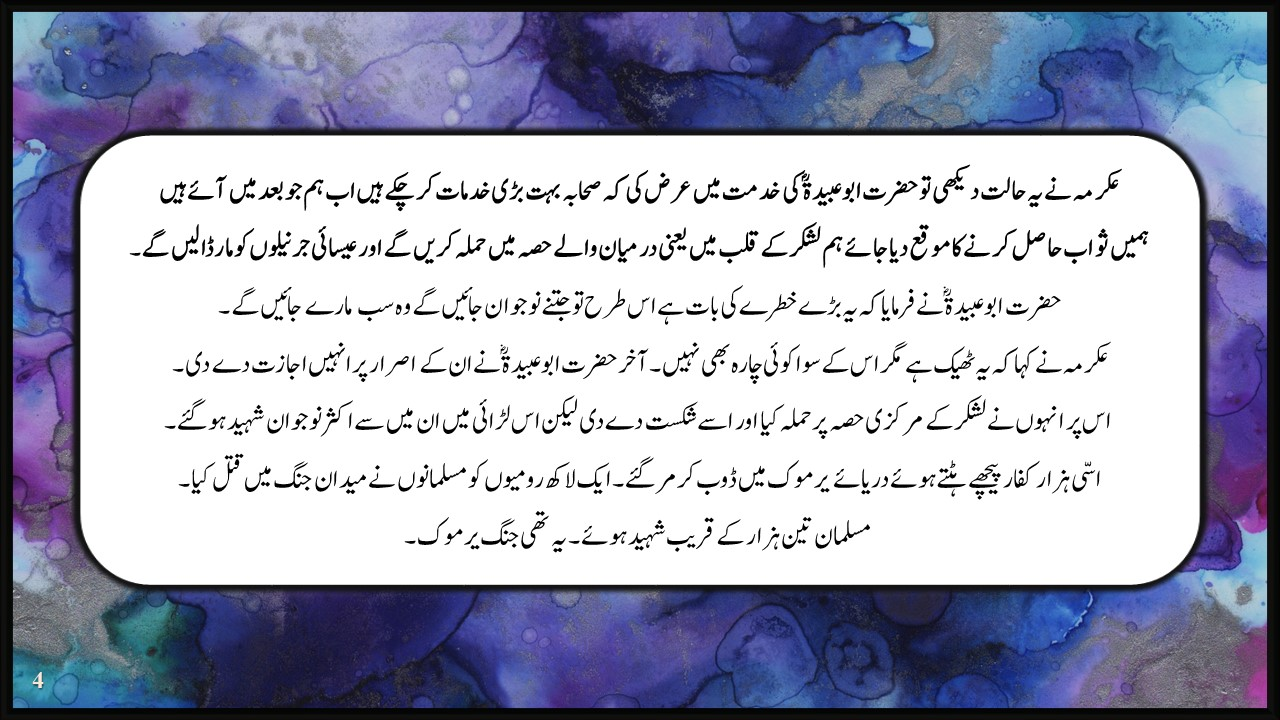 عکرمہ نے یہ حالت دیکھی تو حضرت ابو عبیدۃؓ کی خدمت میں عرض کی کہ صحابہ بہت بڑی خدمات کر چکے ہیں اب ہم جو بعد میں آئے ہیں
ہمیں ثواب حاصل کرنے کا موقع دیا جائے ہم لشکر کے قلب میں یعنی درمیان والے حصہ میں حملہ کریں گے اور عیسائی جرنیلوں کو مار ڈالیں گے۔
حضرت ابو عبیدۃؓ نے فرمایا کہ یہ بڑے خطرے کی بات ہے اس طرح تو جتنے نوجوان جائیں گے وہ سب مارے جائیں گے۔
عکرمہ نے کہا کہ یہ ٹھیک ہے مگر اس کے سوا کوئی چارہ بھی نہیں۔ آخر حضرت ابو عبیدۃؓ نے ان کے اصرار پر انہیں اجازت دے دی۔
اس پر انہوں نے لشکر کے مرکزی حصہ پر حملہ کیا اور اسے شکست دے دی لیکن اس لڑائی میں ان میں سے اکثر نوجوان شہید ہو گئے۔
اسّی ہزار کفار پیچھے ہٹتے ہوئے دریائے یرموک میں ڈوب کر مر گئے۔ ایک لاکھ رومیوں کو مسلمانوں نے میدان جنگ میں قتل کیا۔
مسلمان تین ہزار کے قریب شہید ہوئے۔ یہ تھی جنگ یرموک۔
4